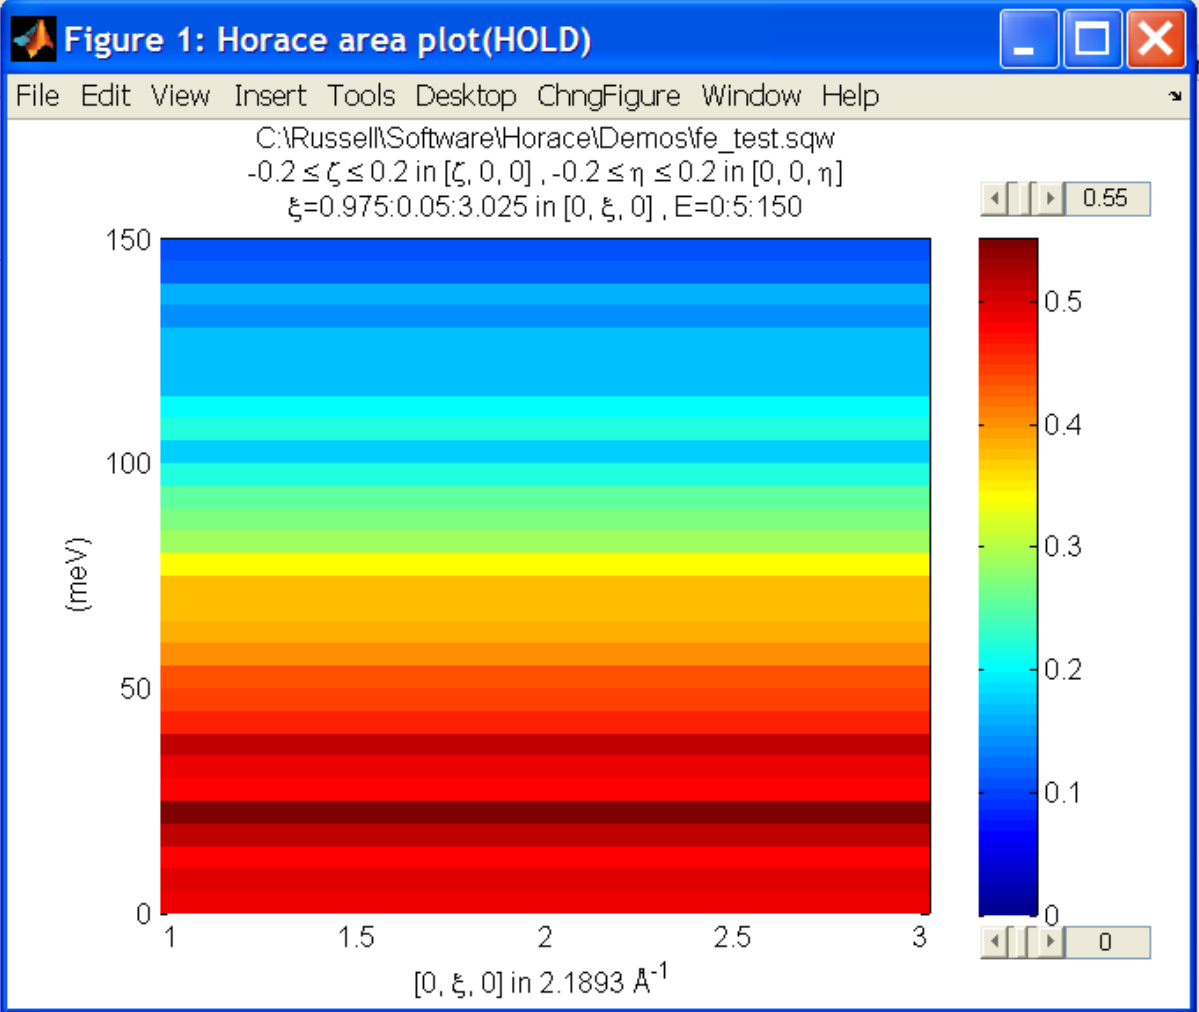 Figure 1: Horace area plot(HOLD)
File Edit View Insert Tools Desktop ChngFigure Window Help
C:\Russell\Software\Horace\Demos\fe_test.sqw
-0.2 ≤ ζ ≤ 0.2 in [ζ, 0, 0] , -0.2 ≤ η ≤ 0.2 in [0, 0, η]
ξ=0.975:0.05:3.025 in [0, ξ, 0] , E=0:5:150
0.55
150
100
50
0
(meV)
1 1.5 2 2.5 3
[0, ξ, 0] in 2.1893 Å⁻¹
0.5
0.4
0.3
0.2
0.1
0
0